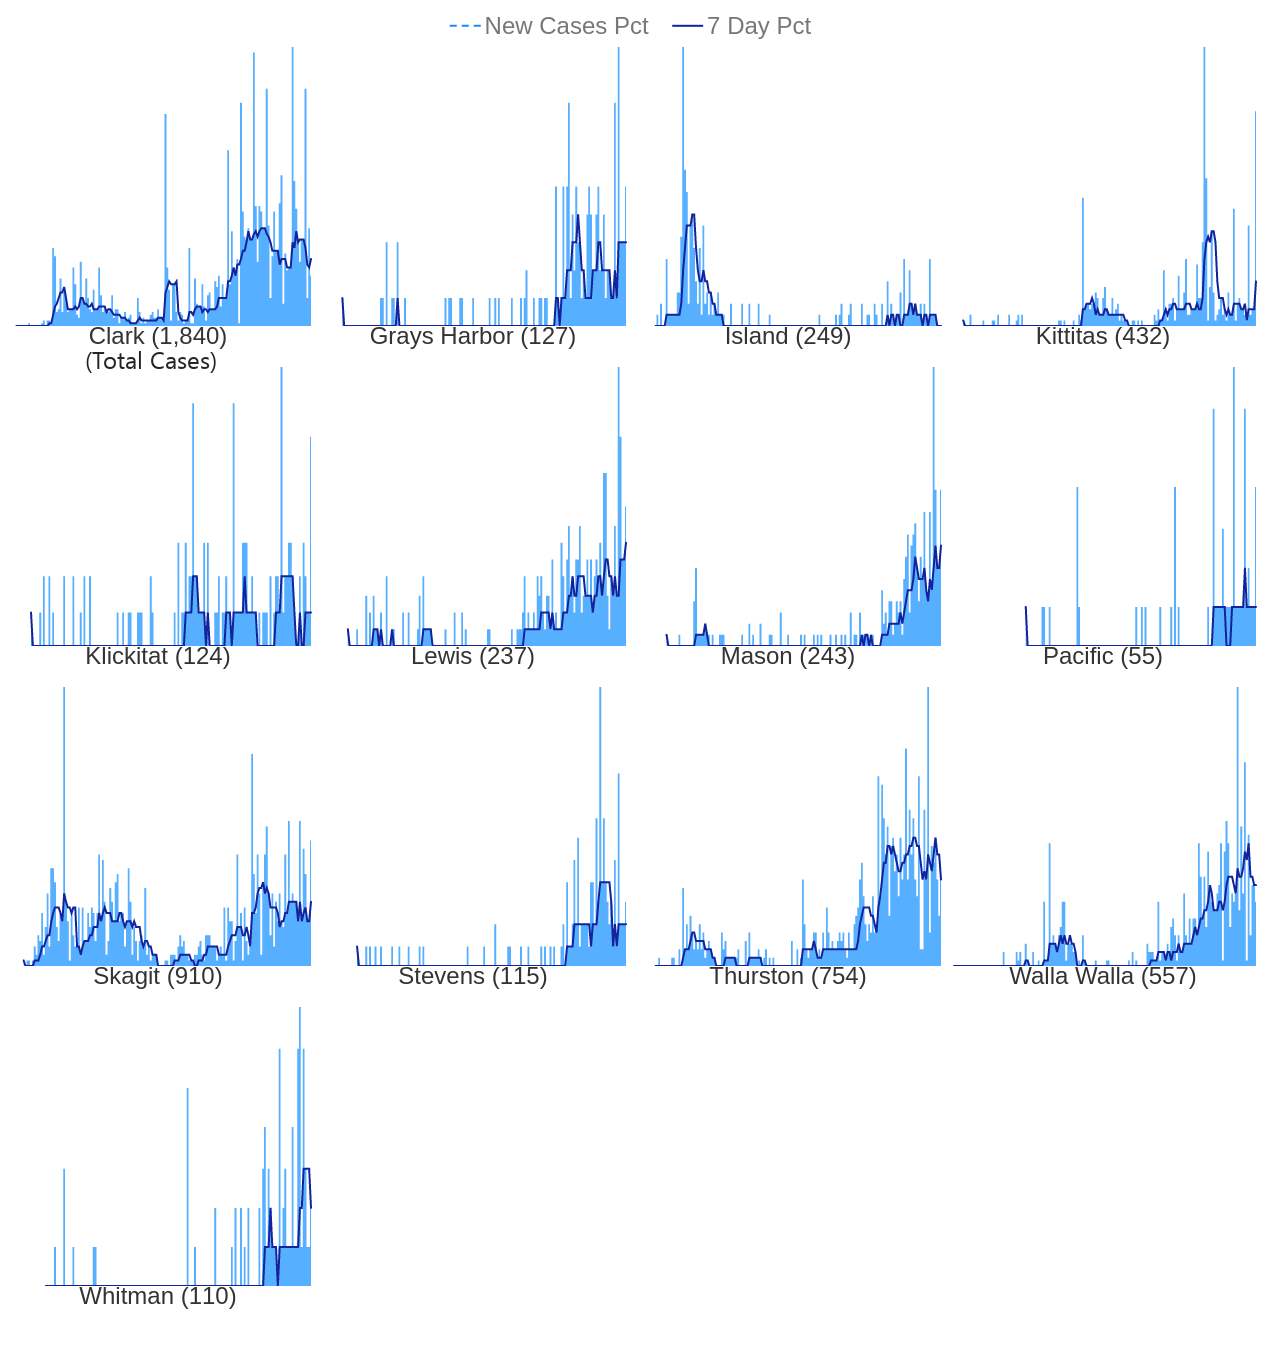 New Cases Pct 7 Day Pct
Clark (1,840) Grays Harbor (127) Island (249) Kittitas (432)
(Total Cases)
Klickitat (124) Lewis (237) Mason (243) Pacific (55)
Skagit (910) Stevens (115) Thurston (754) Walla Walla (557)
Whitman (110)